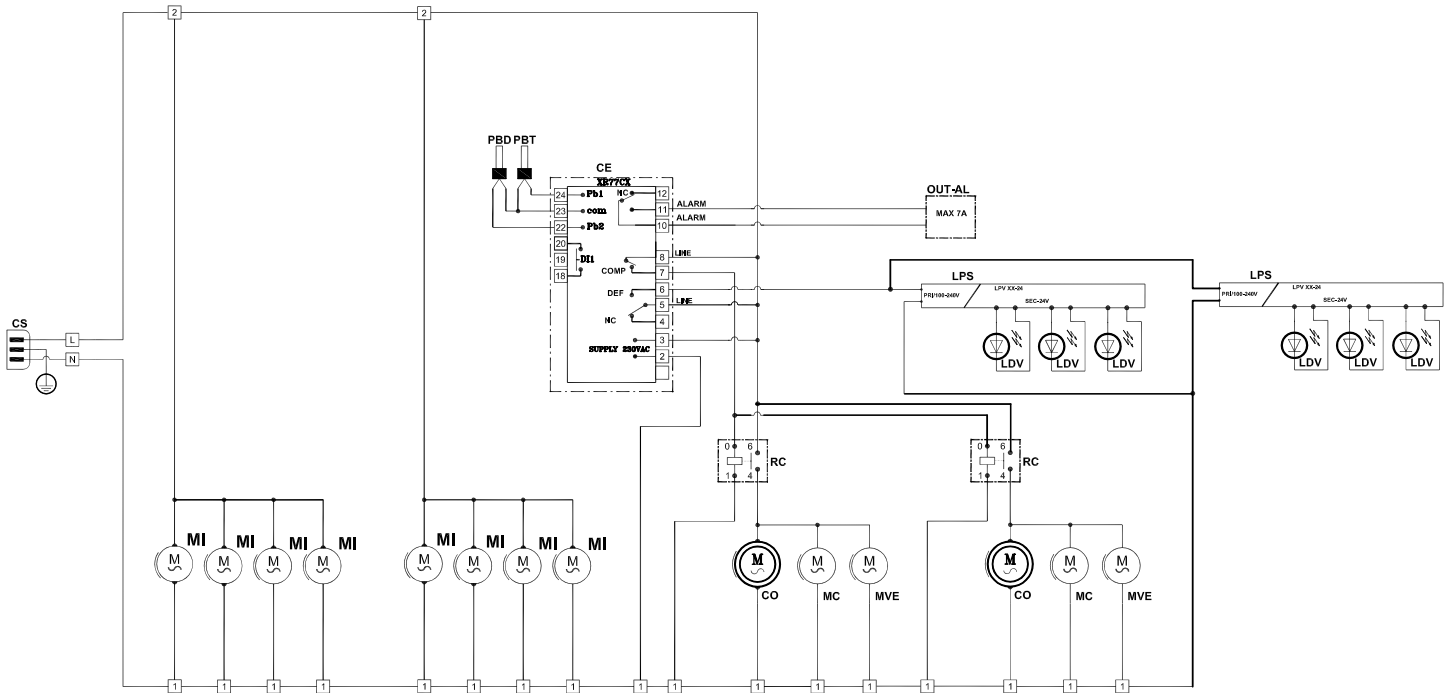 2
2
PBD PBT
CE
XR77CX
24 Pb1 NC 12
23 com 11 ALARM
22 Pb2 10 ALARM
20
19 DI1
18
8 LINE
COMP 7
DEF 6
5 LINE
NC 4
3
SUPPLY 230VAC 2
OUT-AL
MAX 7A
LPS
LPV XX-24
PRI/100-240V
SEC-24V
LDV LDV LDV
LPS
LPV XX-24
PRI/100-240V
SEC-24V
LDV LDV LDV
CS
L
N
0 6
1 4
RC
0 6
1 4
RC
MI MI MI MI
M M M M
MI MI MI MI
M M M M
M M M
CO MC MVE
M M M
CO MC MVE
1 1 1 1 1 1 1 1 1 1 1 1 1 1 1 1 1